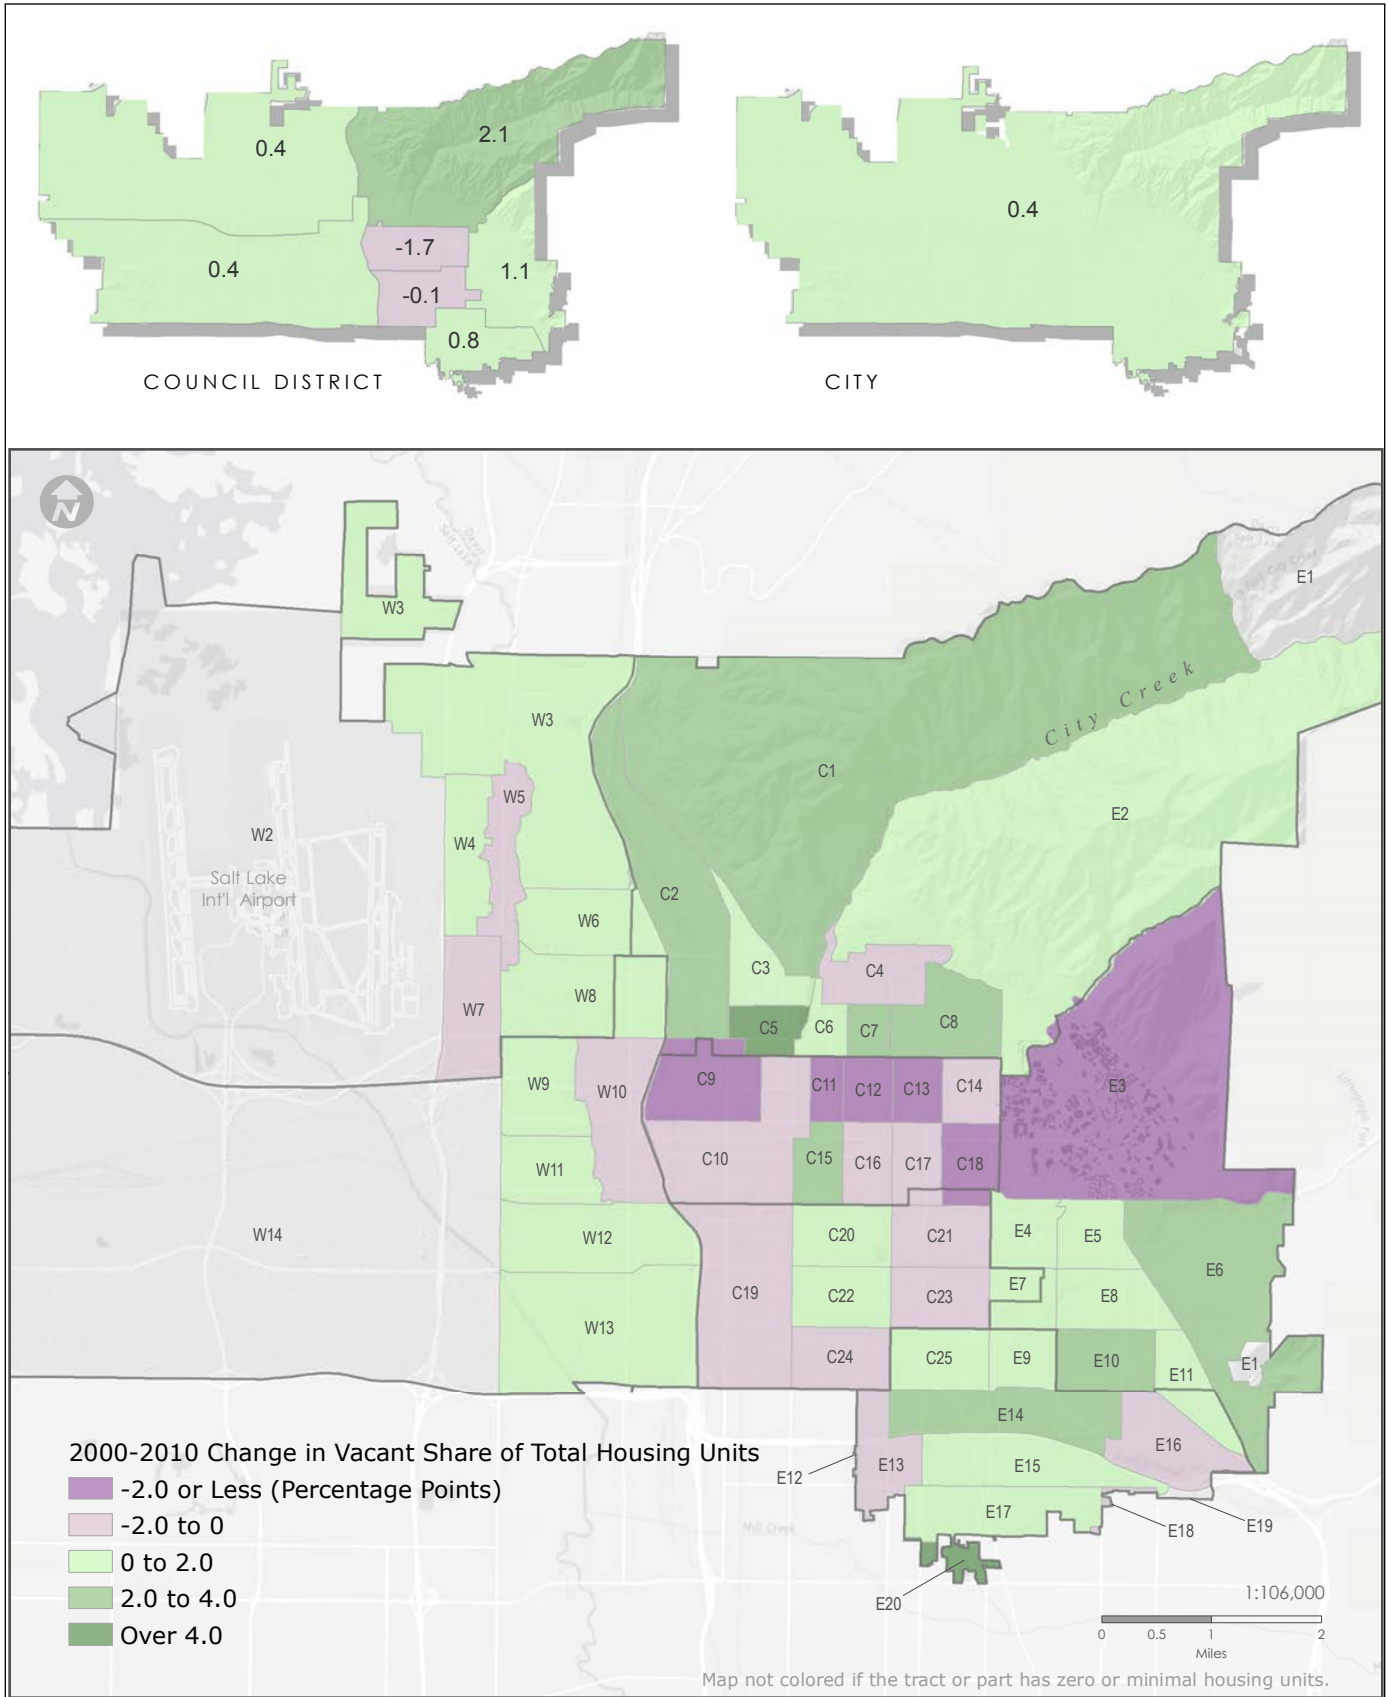 0.4
2.1
0.4
-1.7
-0.1
1.1
0.8
COUNCIL DISTRICT
0.4
CITY
N
E1
W3
City Creek
W3
C1
E2
W5
W2
W4
Salt Lake
Int'l Airport
C2
W6
C3
C4
W8
W7
C5
C6
C7
C8
W9
W10
C9
C11
C12
C13
C14
E3
W11
C10
C15
C16
C17
C18
W14
W12
C20
C21
E4
E5
E6
C19
C22
C23
E7
E8
W13
C24
C25
E9
E10
E11
E1
E14
E16
E13
E12
E15
E17
E18
E19
Mill Creek
E20
2000-2010 Change in Vacant Share of Total Housing Units
-2.0 or Less (Percentage Points)
-2.0 to 0
0 to 2.0
2.0 to 4.0
Over 4.0
1:106,000
0 0.5 1 2
Miles
Map not colored if the tract or part has zero or minimal housing units.